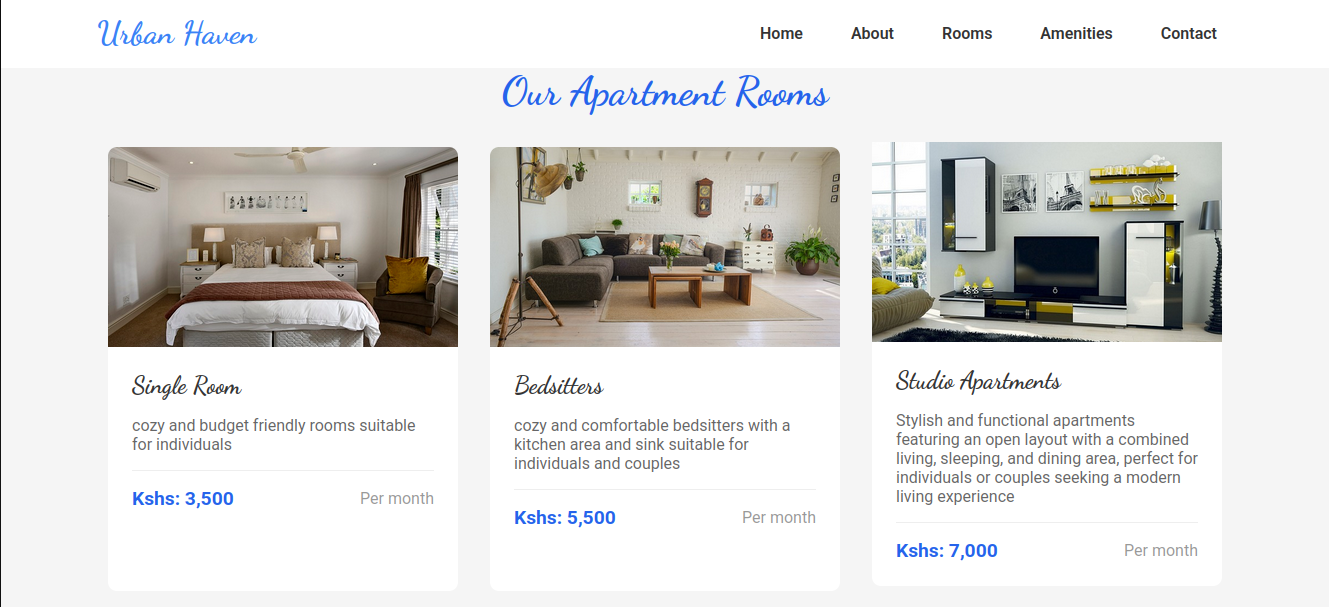 Urban Haven
Home About Rooms Amenities Contact
Our Apartment Rooms
Single Room
cozy and budget friendly rooms suitable
for individuals
Kshs: 3,500 Per month
Bedsitters
cozy and comfortable bedsitters with a
kitchen area and sink suitable for
individuals and couples
Kshs: 5,500 Per month
Studio Apartments
Stylish and functional apartments
featuring an open layout with a combined
living, sleeping, and dining area, perfect for
individuals or couples seeking a modern
living experience
Kshs: 7,000 Per month